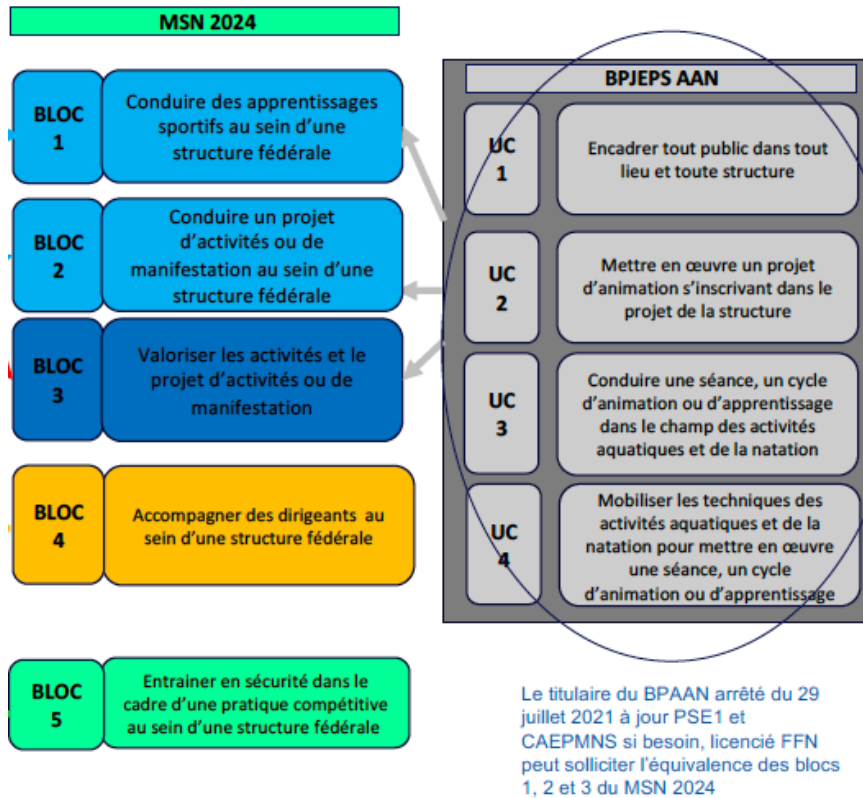 MSN 2024
BLOC
1
Conduire des apprentissages
sportifs au sein d'une
structure fédérale
BLOC
2
Conduire un projet
d'activités ou de
manifestation au sein d'une
structure fédérale
BLOC
3
Valoriser les activités et le
projet d'activités ou de
manifestation
BLOC
4
Accompagner des dirigeants au
sein d'une structure fédérale
BLOC
5
Entrainer en sécurité dans le
cadre d'une pratique compétitive
au sein d'une structure fédérale
BPJEPS AAN
UC
1
Encadrer tout public dans tout
lieu et toute structure
UC
2
Mettre en œuvre un projet
d'animation s'inscrivant dans le
projet de la structure
UC
3
Conduire une séance, un cycle
d'animation ou d'apprentissage
dans le champ des activités
aquatiques et de la natation
UC
4
Mobiliser les techniques des
activités aquatiques et de la
natation pour mettre en œuvre
une séance, un cycle
d'animation ou d'apprentissage
Le titulaire du BPAAN arrêté du 29
juillet 2021 à jour PSE1 et
CAEPMNS si besoin, licencié FFN
peut solliciter l'équivalence des blocs
1, 2 et 3 du MSN 2024